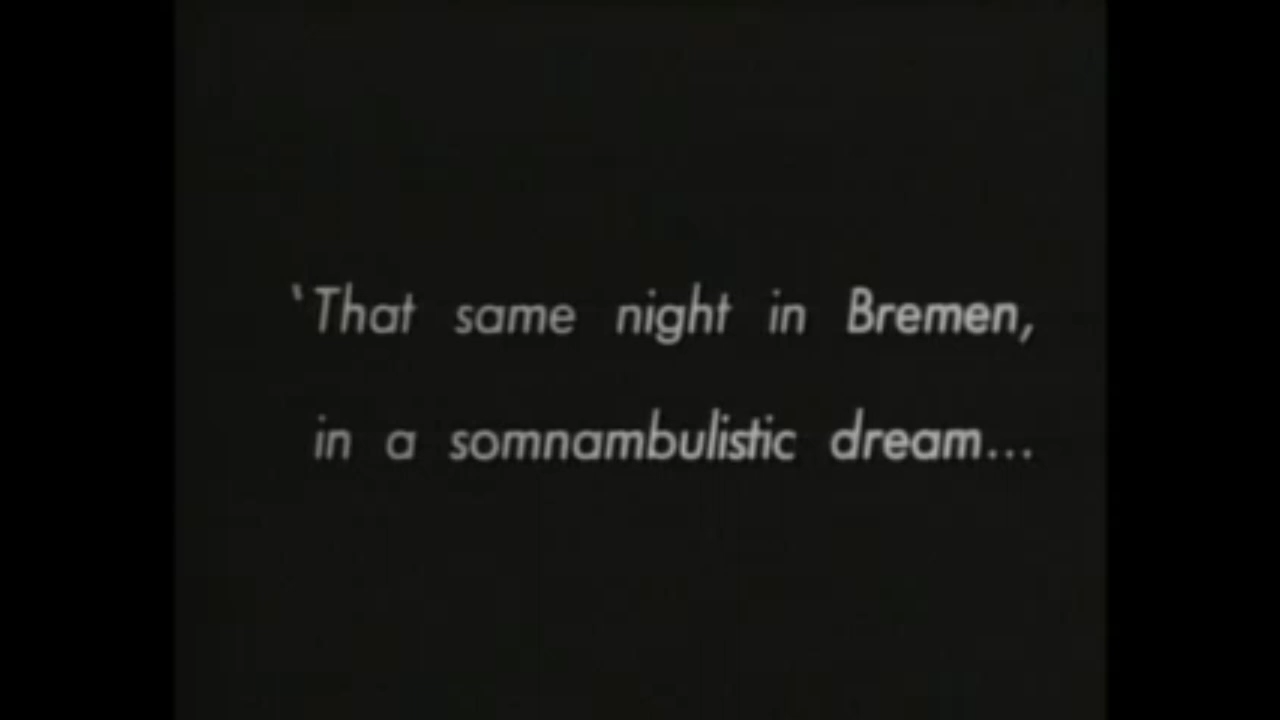 ‘That same night in Bremen,
in a somnambulistic dream...